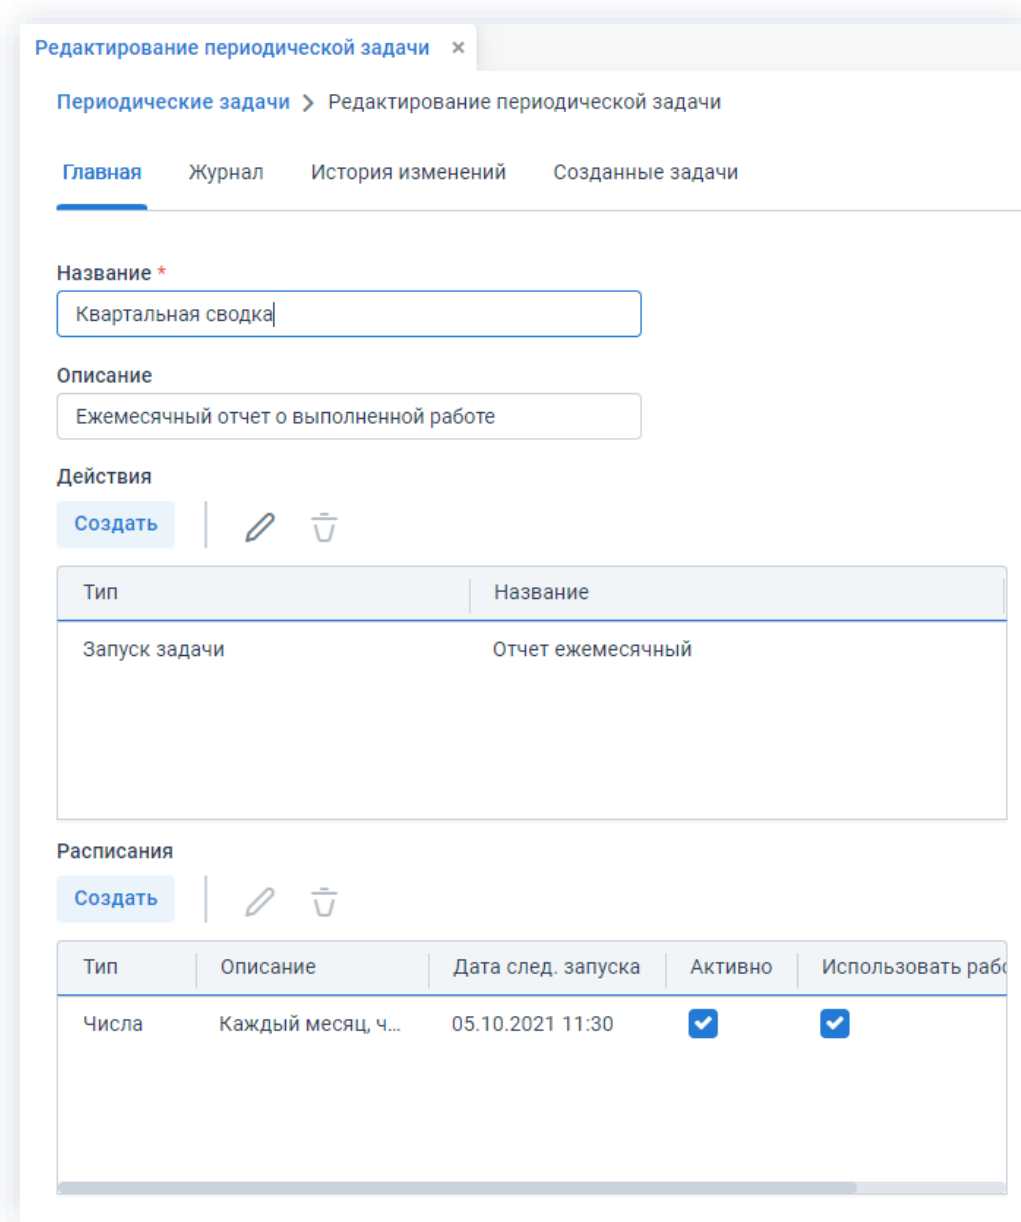 Редактирование периодической задачи ×
Периодические задачи > Редактирование периодической задачи
Главная Журнал История изменений Созданные задачи
Название *
Квартальная сводка
Описание
Ежемесячный отчет о выполненной работе
Действия
Создать
Тип Название
Запуск задачи Отчет ежемесячный
Расписания
Создать
Тип Описание Дата след. запуска Активно Использовать рабо
Числа Каждый месяц, ч... 05.10.2021 11:30